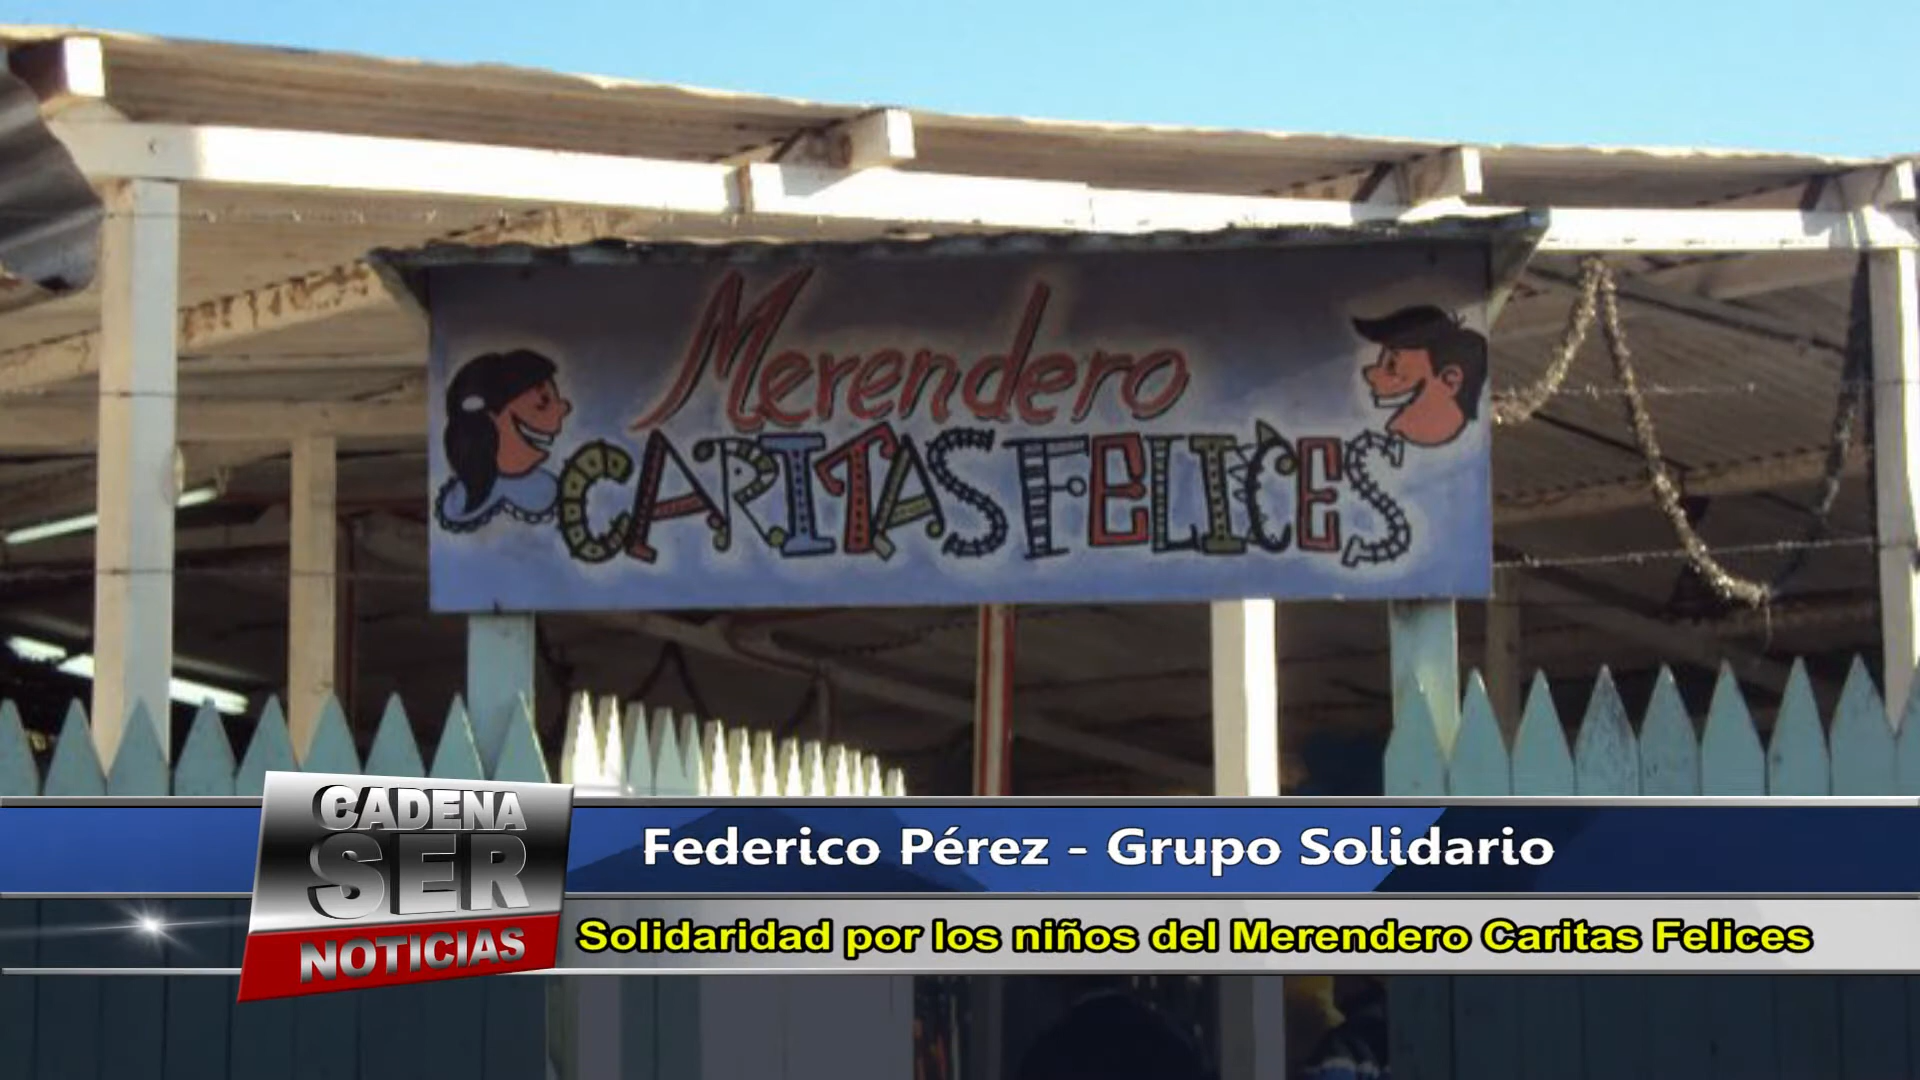 Merendero
CARITAS FELICES
CADENA
SER
NOTICIAS
Federico Pérez - Grupo Solidario
Solidaridad por los niños del Merendero Caritas Felices